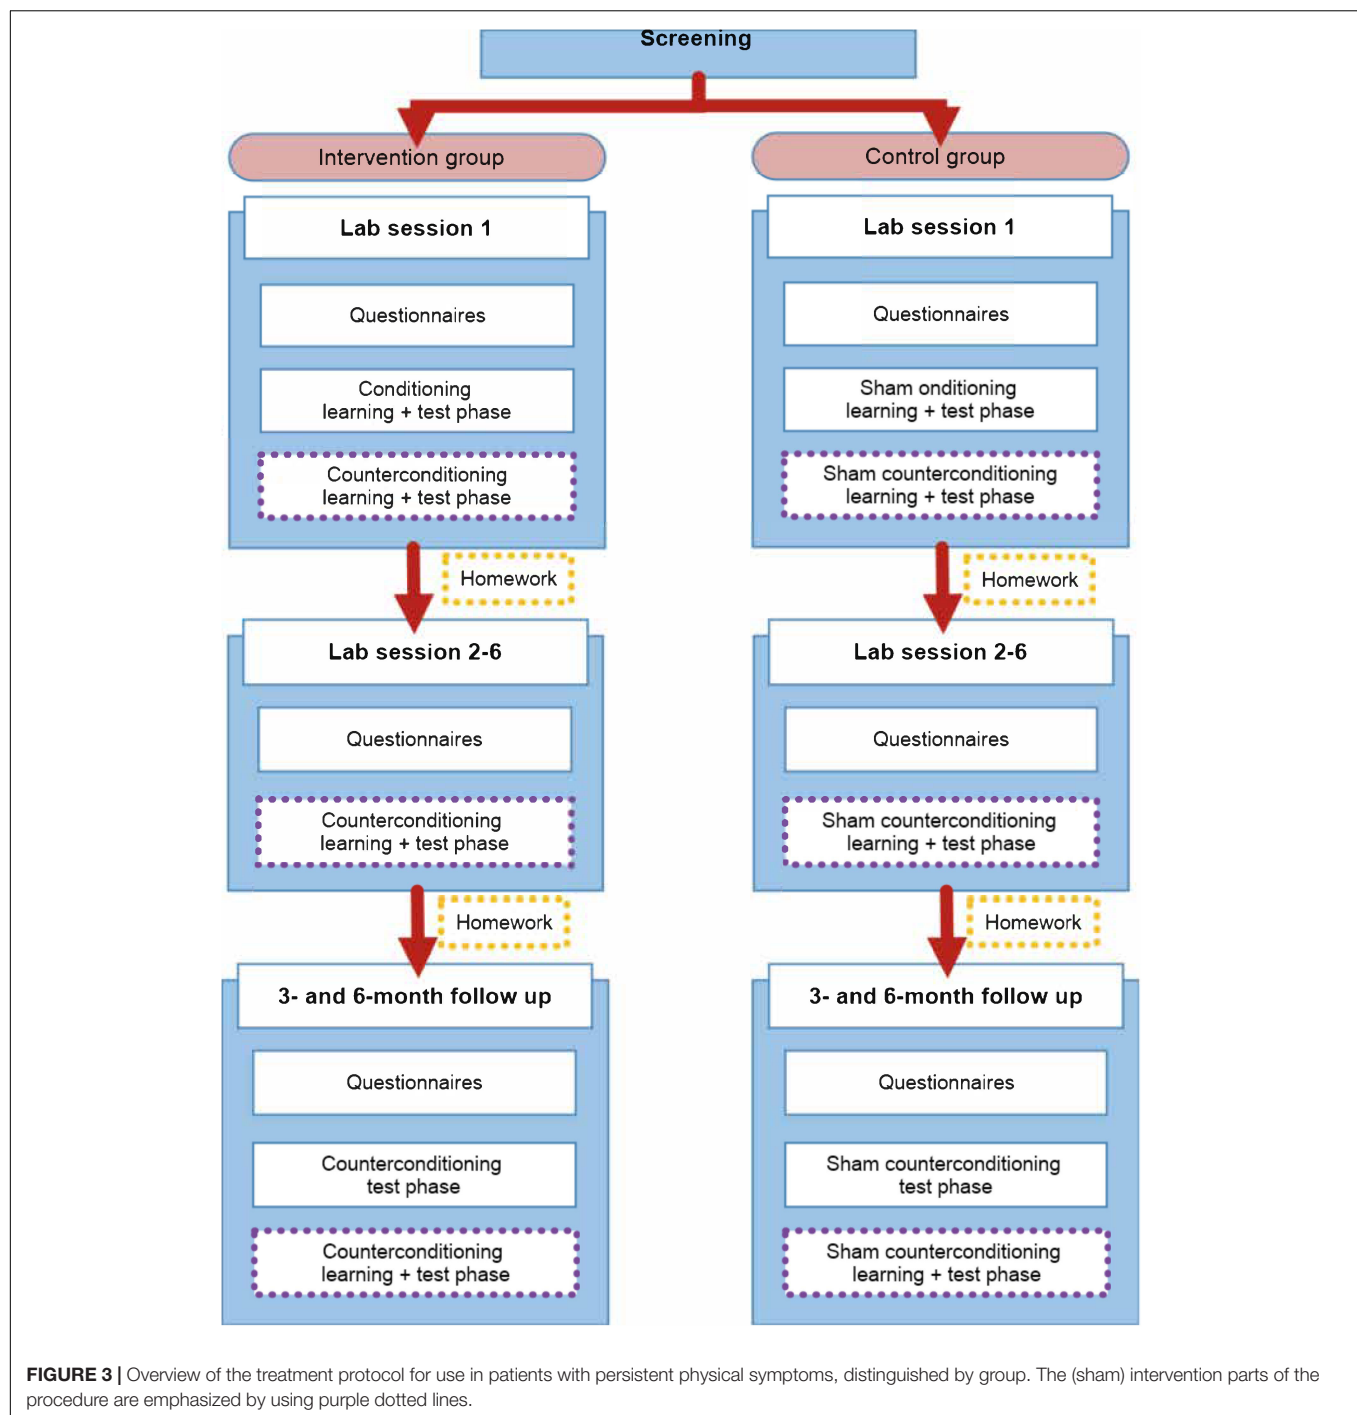 Screening
Intervention group
Control group
Lab session 1
Lab session 1
Questionnaires
Questionnaires
Conditioning
learning + test phase
Sham onditioning
learning + test phase
Counterconditioning
learning + test phase
Sham counterconditioning
learning + test phase
Homework
Homework
Lab session 2-6
Lab session 2-6
Questionnaires
Questionnaires
Counterconditioning
learning + test phase
Sham counterconditioning
learning + test phase
Homework
Homework
3- and 6-month follow up
3- and 6-month follow up
Questionnaires
Questionnaires
Counterconditioning
test phase
Sham counterconditioning
test phase
Counterconditioning
learning + test phase
Sham counterconditioning
learning + test phase
FIGURE 3 | Overview of the treatment protocol for use in patients with persistent physical symptoms, distinguished by group. The (sham) intervention parts of the
procedure are emphasized by using purple dotted lines.